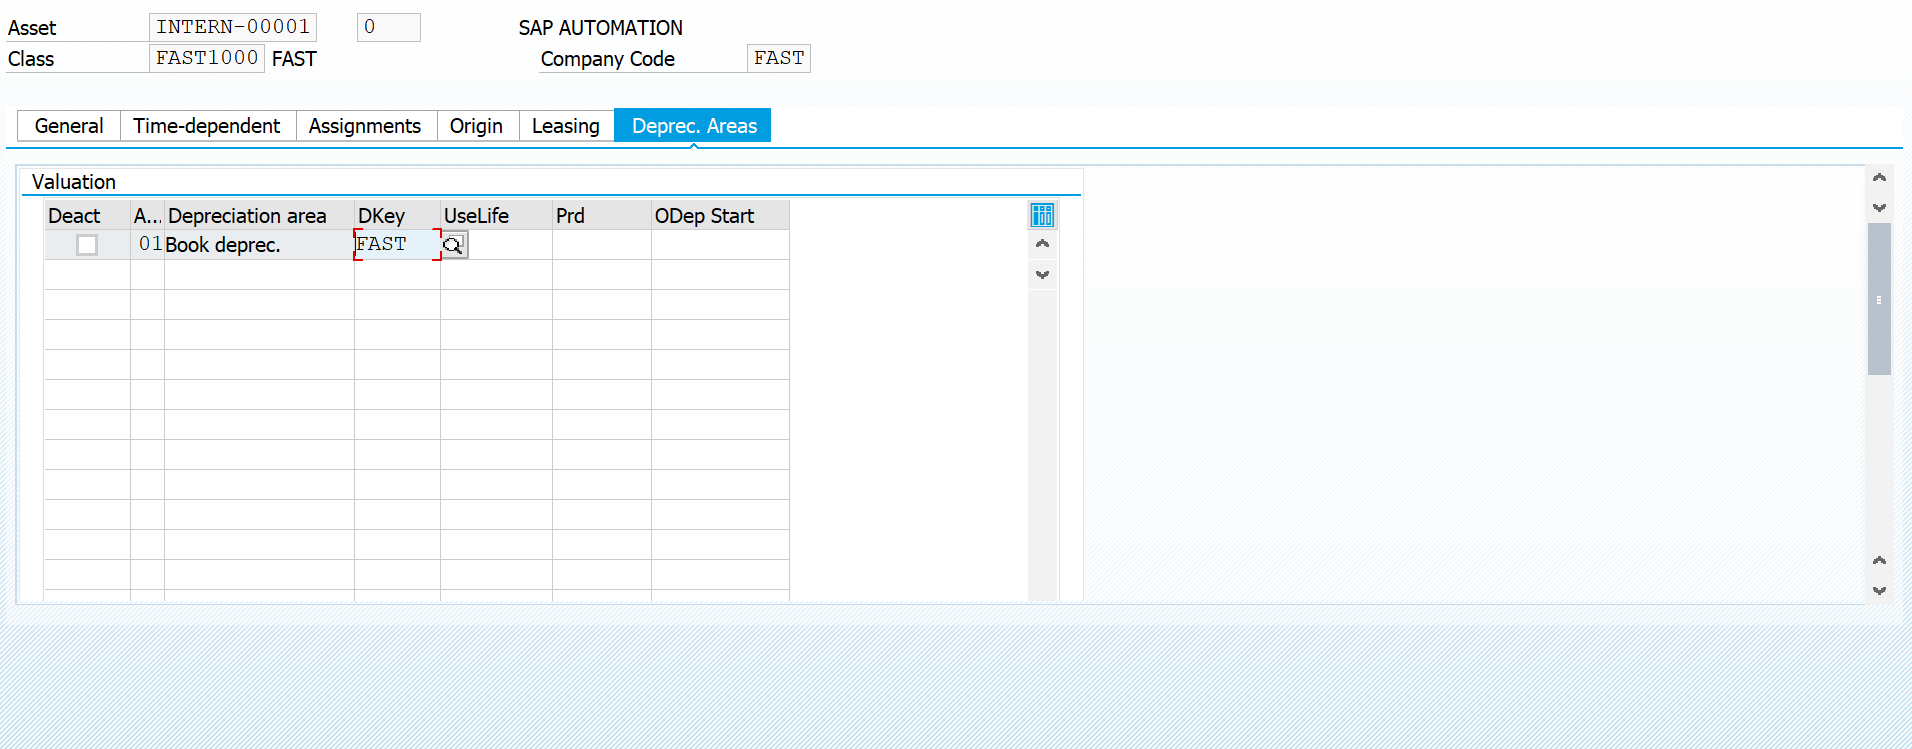 Asset INTERN-00001 0 SAP AUTOMATION
Class FAST1000 FAST Company Code FAST
General Time-dependent Assignments Origin Leasing Deprec. Areas
Valuation
Deact A... Depreciation area DKey UseLife Prd ODep Start
01 Book deprec. FAST